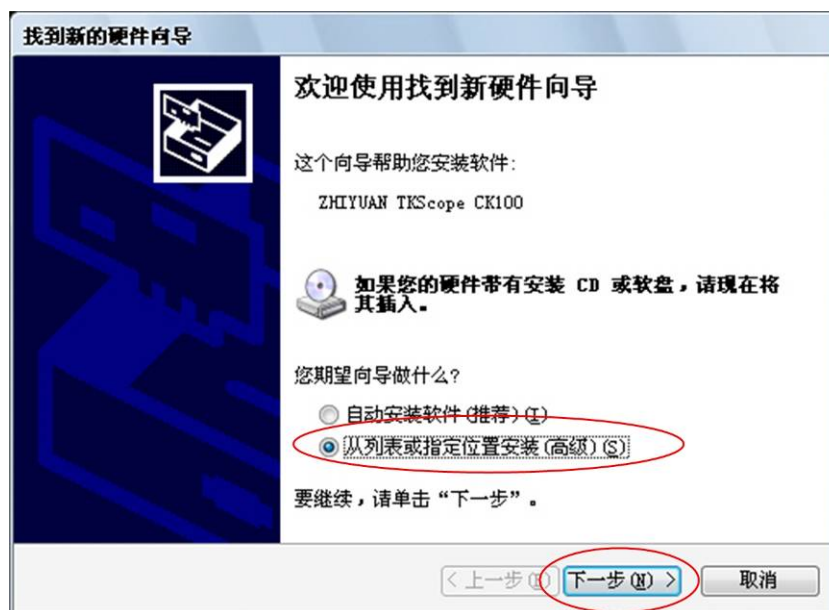 找到新的硬件向导
欢迎使用找到新硬件向导
这个向导帮助您安装软件:
ZHIYUAN TKScope CK100
如果您的硬件带有安装 CD 或软盘，请现在将
其插入。
您期望向导做什么?
自动安装软件(推荐)(I)
从列表或指定位置安装(高级)(S)
要继续，请单击“下一步”。
< 上一步(B)
下一步(N) >
取消